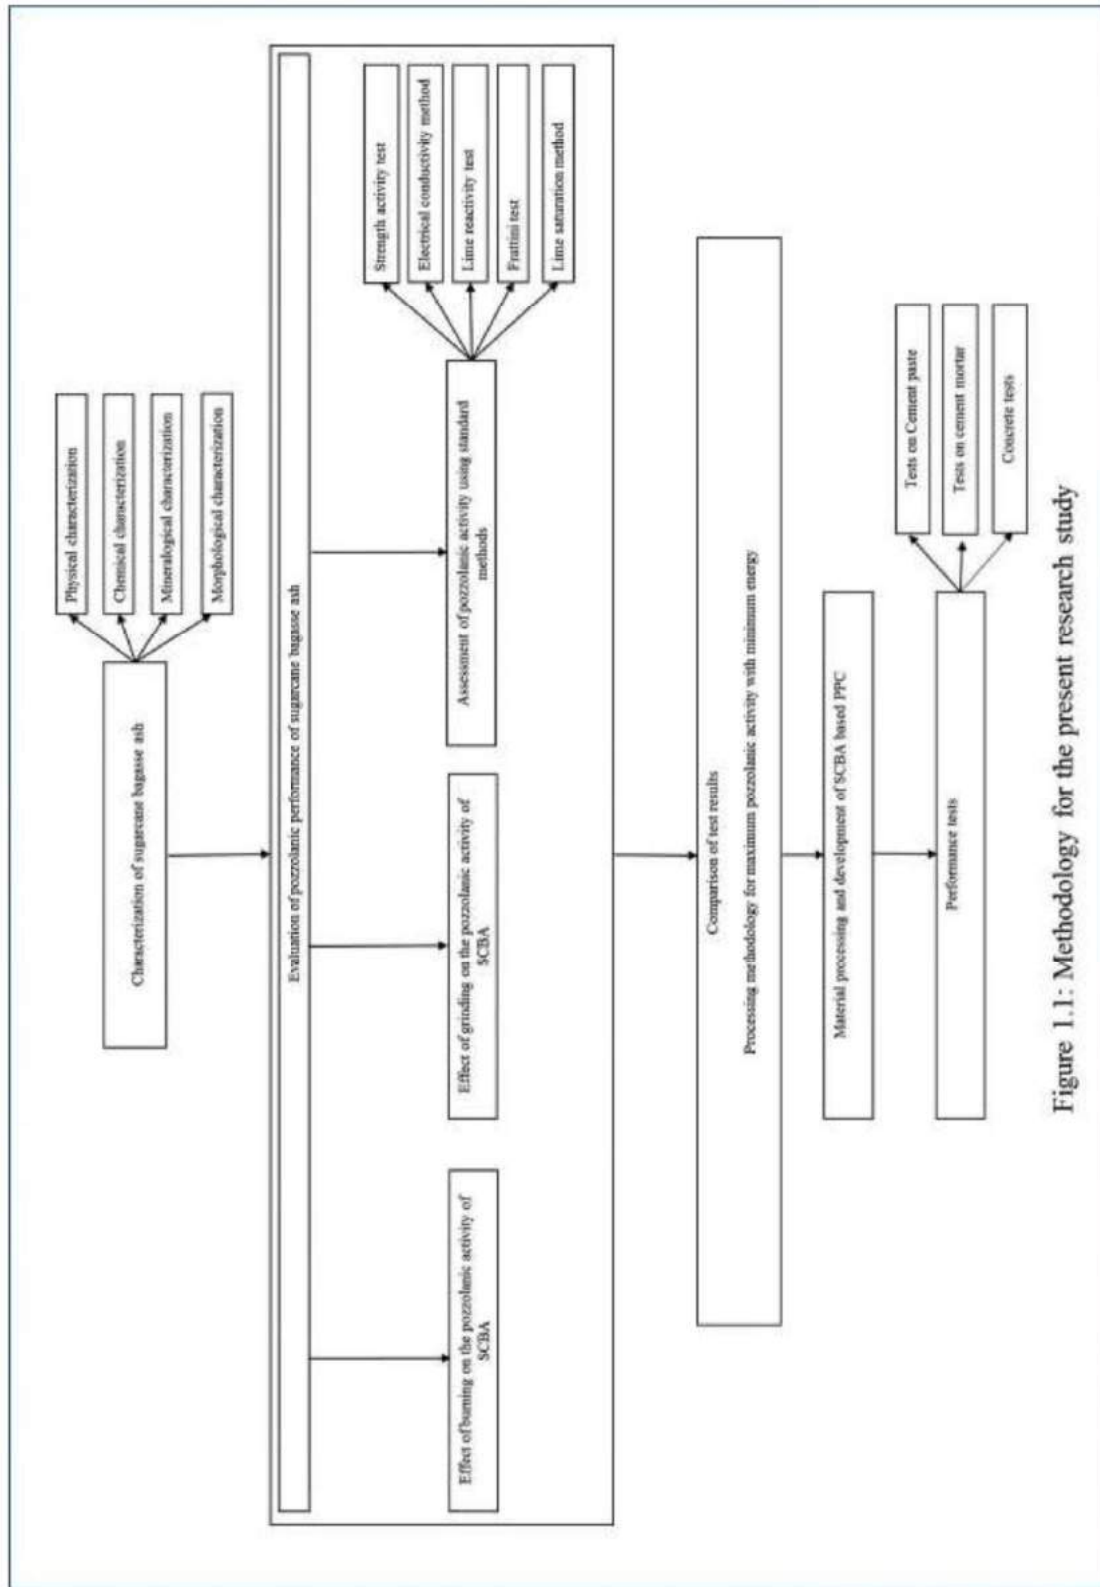 Characterization of sugarcane bagasse ash
Physical characterization
Chemical characterization
Mineralogical characterization
Morphological characterization
Evaluation of pozzolanic performance of sugarcane bagasse ash
Effect of burning on the pozzolanic activity of
SCBA
Effect of grinding on the pozzolanic activity of
SCBA
Assessment of pozzolanic activity using standard
methods
Strength activity test
Electrical conductivity method
Lime reactivity test
Frattini test
Lime saturation method
Comparison of test results
Processing methodology for maximum pozzolanic activity with minimum energy
Material processing and development of SCBA based PPC
Performance tests
Tests on Cement paste
Tests on cement mortar
Concrete tests
Figure 1.1: Methodology for the present research study